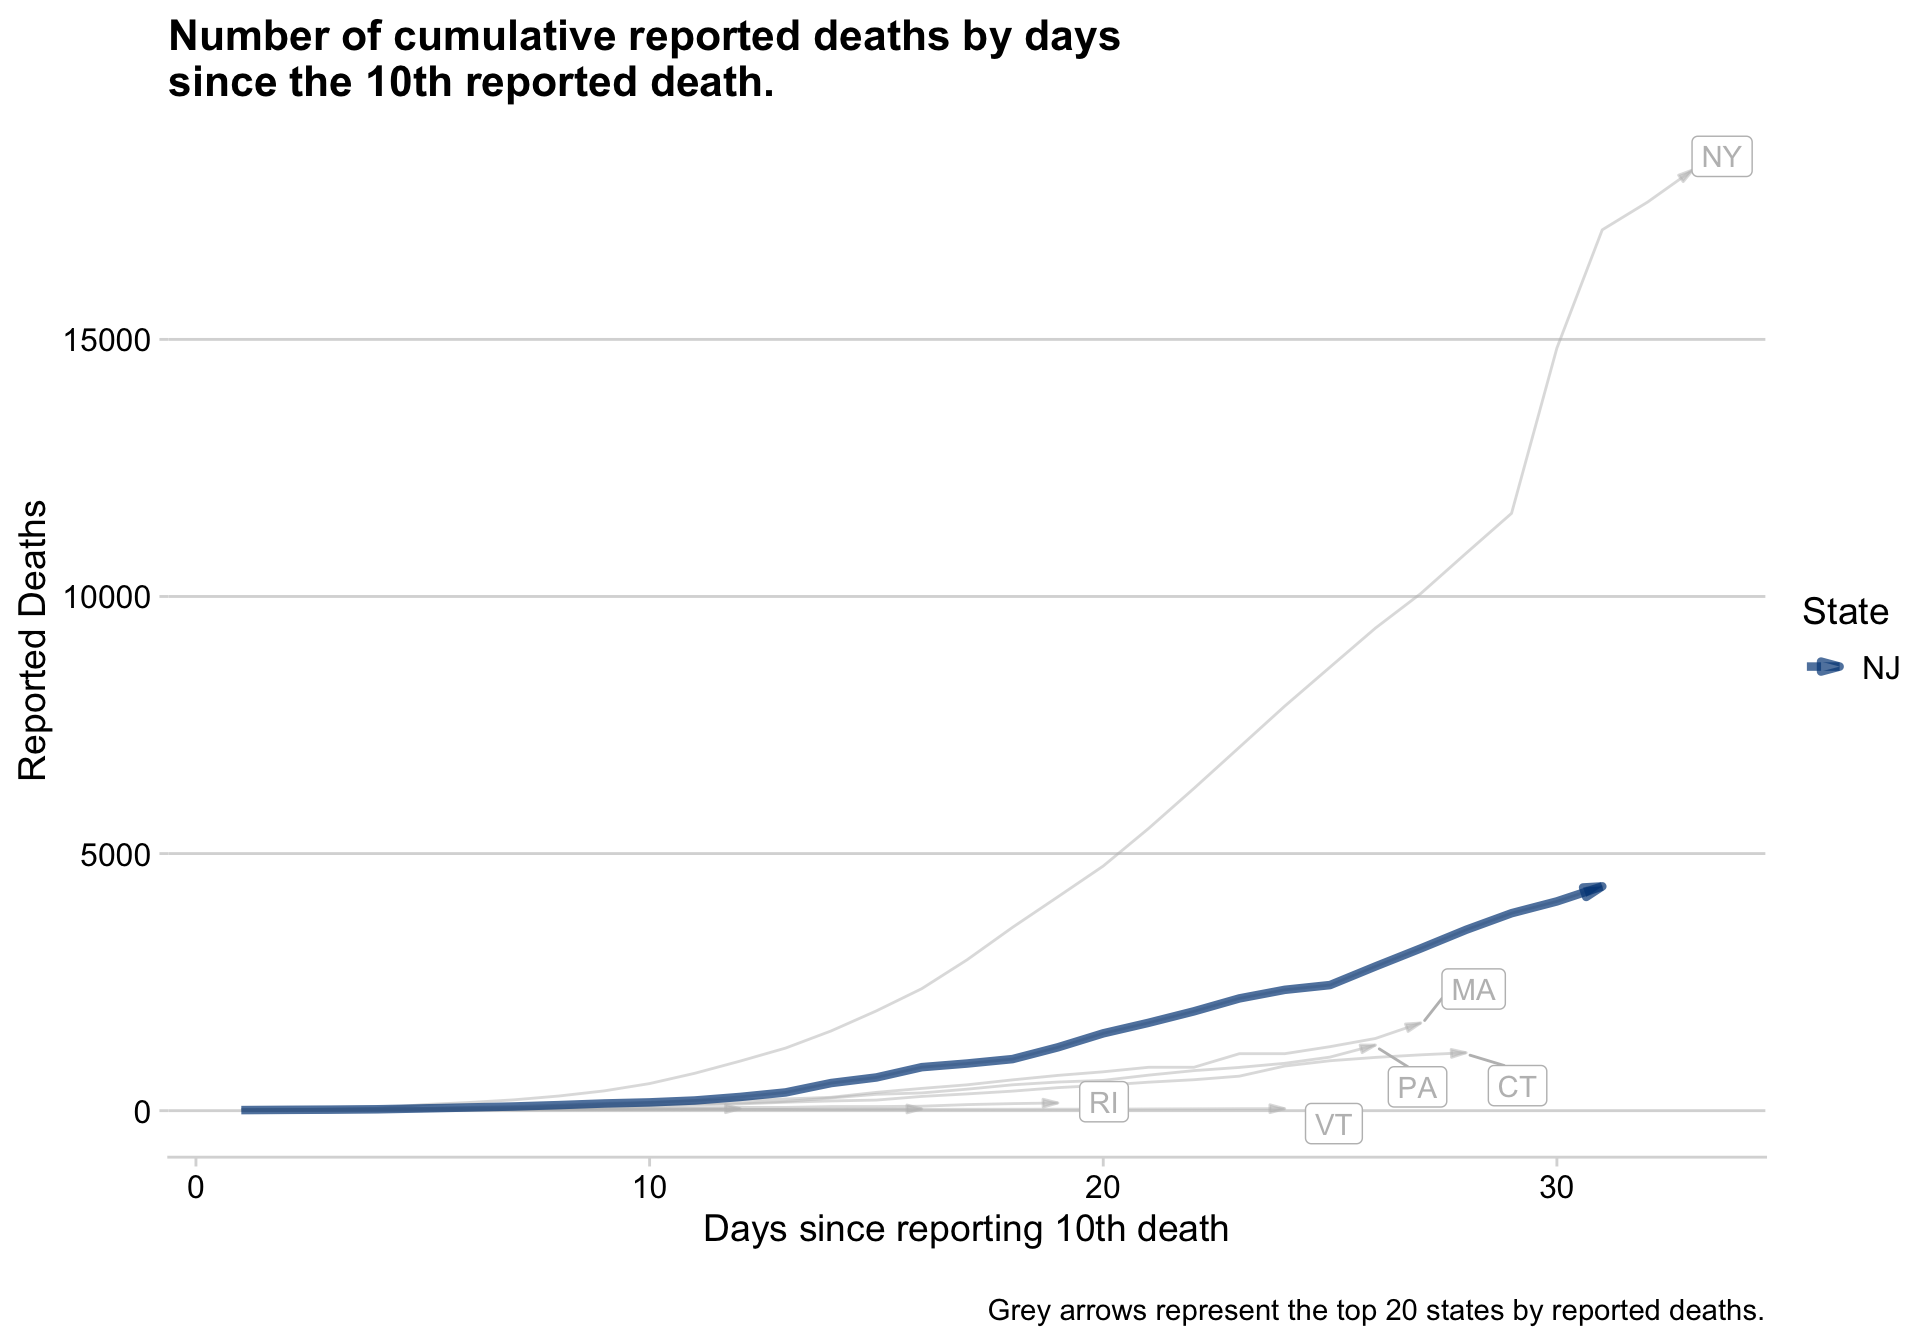 Number of cumulative reported deaths by days
since the 10th reported death.
NY
15000
10000
5000
0
Reported Deaths
MA
PA
CT
RI
VT
State
NJ
0
10
20
30
Days since reporting 10th death
Grey arrows represent the top 20 states by reported deaths.